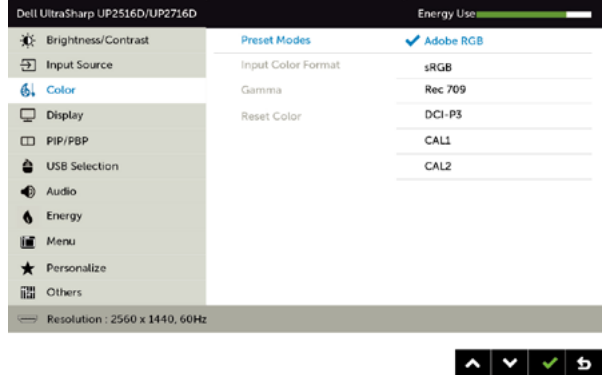 Dell UltraSharp UP2516D/UP2716D Energy Use
Brightness/Contrast Preset Modes Adobe RGB
Input Source Input Color Format sRGB
Color Gamma Rec 709
Display Reset Color DCI-P3
PIP/PBP CAL1
USB Selection CAL2
Audio
Energy
Menu
Personalize
Others
Resolution : 2560 x 1440, 60Hz